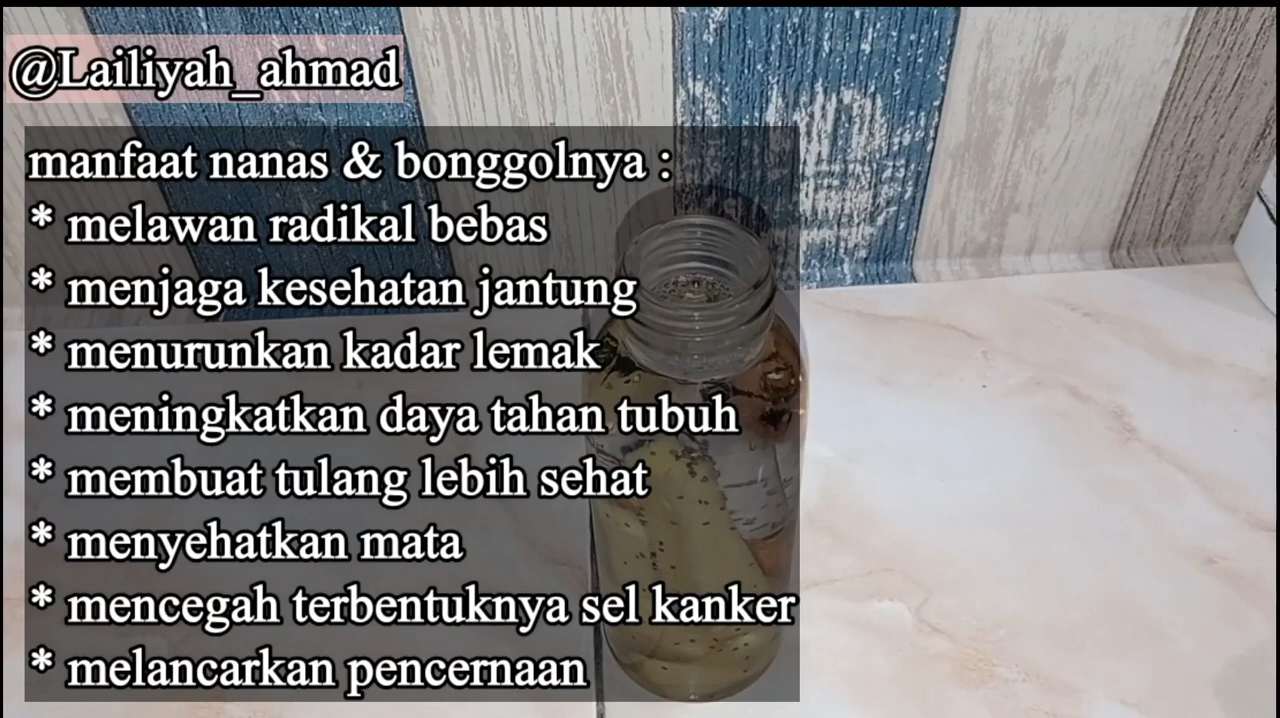 @Lailiyah_ahmad
manfaat nanas & bonggolnya :
* melawan radikal bebas
* menjaga kesehatan jantung
* menurunkan kadar lemak
* meningkatkan daya tahan tubuh
* membuat tulang lebih sehat
* menyehatkan mata
* mencegah terbentuknya sel kanker
* melancarkan pencernaan